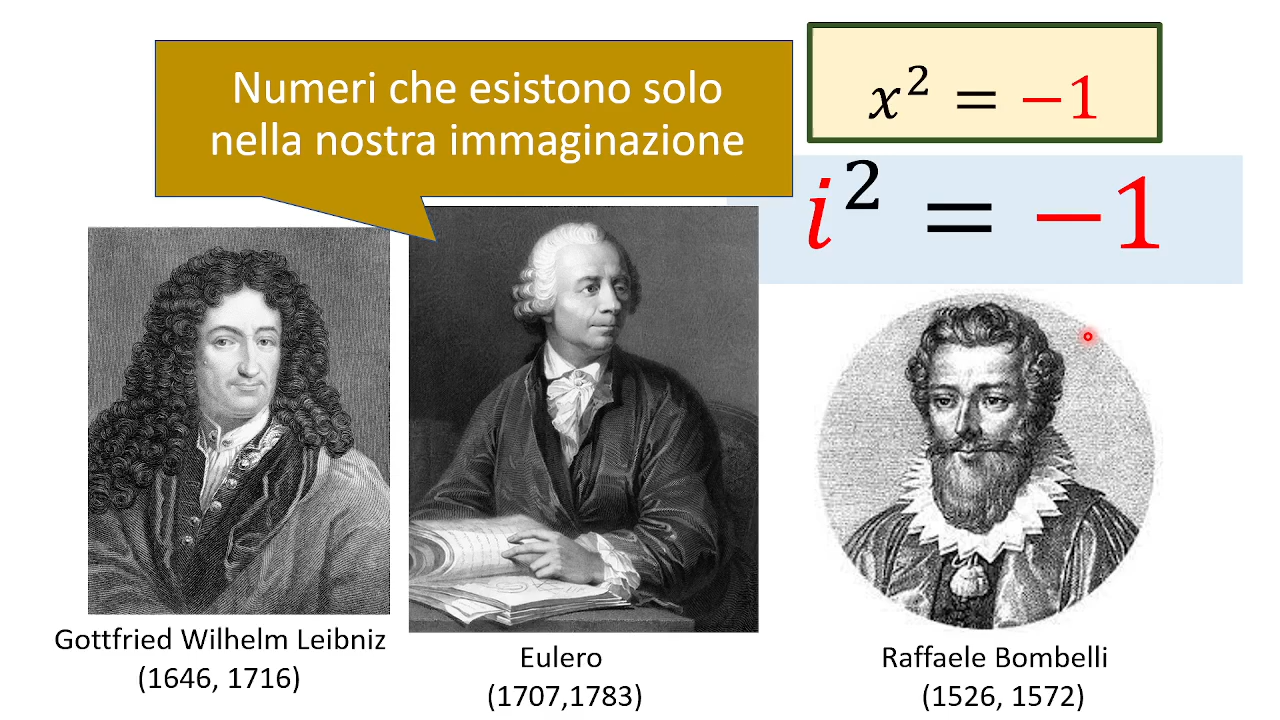 Numeri che esistono solo
nella nostra immaginazione
x² = −1
i² = −1
Gottfried Wilhelm Leibniz
(1646, 1716)
Eulero
(1707,1783)
Raffaele Bombelli
(1526, 1572)